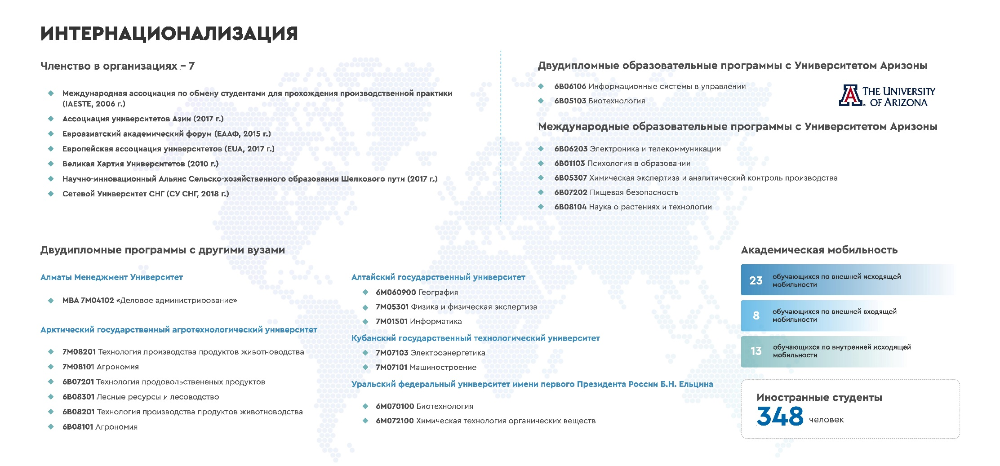 ИНТЕРНАЦИОНАЛИЗАЦИЯ
Членство в организациях – 7
Международная ассоциация по обмену студентами для прохождения производственной практики
(IAESTE, 2006 г.)
Ассоциация университетов Азии (2017 г.)
Евроазиатский академический форум (ЕААФ, 2015 г.)
Европейская ассоциация университетов (EUA, 2017 г.)
Великая Хартия Университетов (2010 г.)
Научно-инновационный Альянс Сельско-хозяйственного образования Шелкового пути (2017 г.)
Сетевой Университет СНГ (СУ СНГ, 2018 г.)
Двудипломные образовательные программы с Университетом Аризоны
6B06106 Информационные системы в управлении
6B05103 Биотехнология
THE UNIVERSITY
OF ARIZONA
Международные образовательные программы с Университетом Аризоны
6B06203 Электроника и телекоммуникации
6B01103 Психология в образовании
6B05307 Химическая экспертиза и аналитический контроль производства
6B07202 Пищевая безопасность
6B08104 Наука о растениях и технологии
Двудипломные программы с другими вузами
Алматы Менеджмент Университет
MBA 7M04102 «Деловое администрирование»
Арктический государственный агротехнологический университет
7M08201 Технология производства продуктов животноводства
7M08101 Агрономия
6B07201 Технология продовольствененых продуктов
6B08301 Лесные ресурсы и лесоводство
6B08201 Технология производства продуктов животноводства
6B08101 Агрономия
Алтайский государственный университет
6M060900 География
7M05301 Физика и физическая экспертиза
7M01501 Информатика
Кубанский государственный технологический университет
7M07103 Электроэнергетика
7M07101 Машиностроение
Уральский федеральный университет имени первого Президента России Б.Н. Ельцина
6M070100 Биотехнология
6M072100 Химическая технология органических веществ
Академическая мобильность
23 обучающихся по внешней исходящей
мобильности
8 обучающихся по внешней входящей
мобильности
13 обучающихся по внутренней исходящей
мобильности
Иностранные студенты
348 человек